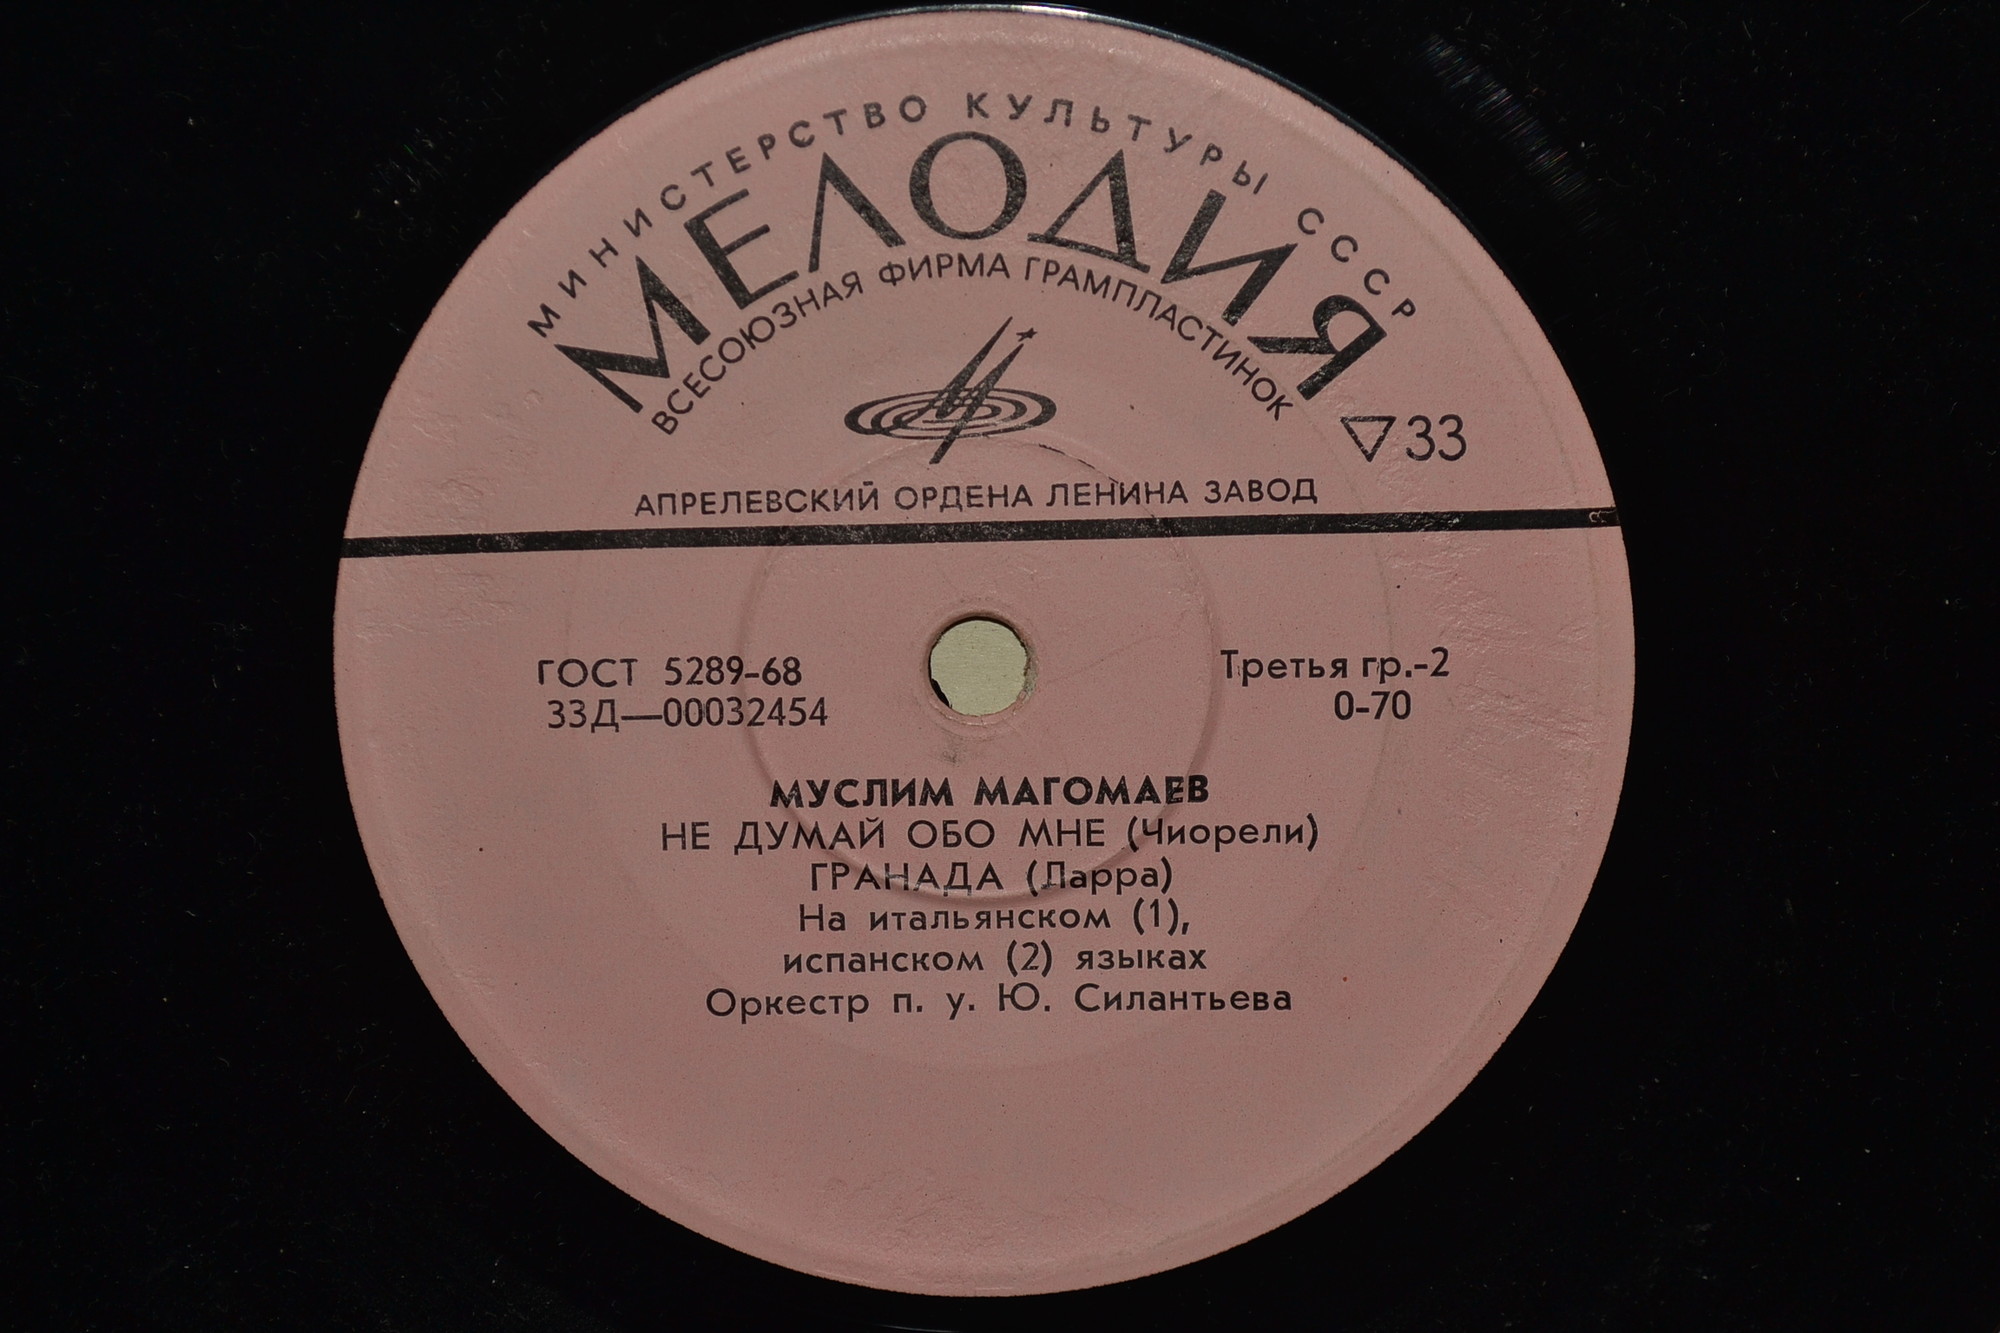 МИНИСТЕРСТВО КУЛЬТУРЫ СССР
МЕЛОДИЯ
ВСЕСОЮЗНАЯ ФИРМА ГРАМПЛАСТИНОК
▽33
АПРЕЛЕВСКИЙ ОРДЕНА ЛЕНИНА ЗАВОД
ГОСТ 5289-68
33Д—00032454
Третья гр.-2
0-70
МУСЛИМ МАГОМАЕВ
НЕ ДУМАЙ ОБО МНЕ (Чиорели)
ГРАНАДА (Ларра)
На итальянском (1),
испанском (2) языках
Оркестр п. у. Ю. Силантьева